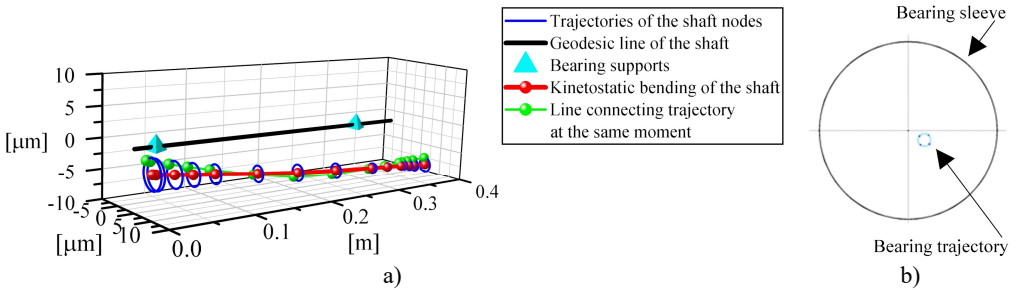 10
5
0
-5
-10
[μm]
-5
0
5
10
[μm]
0.0
0.1
0.2
0.3
0.4
[m]
a)
Trajectories of the shaft nodes
Geodesic line of the shaft
Bearing supports
Kinetostatic bending of the shaft
Line connecting trajectory
at the same moment
Bearing sleeve
Bearing trajectory
b)